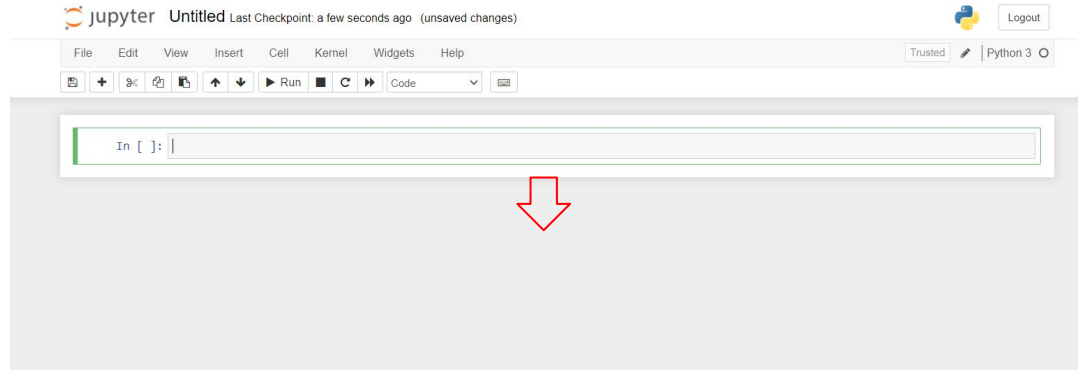 jupyter Untitled Last Checkpoint: a few seconds ago (unsaved changes) Logout
File Edit View Insert Cell Kernel Widgets Help Trusted Python 3
Run Code
In [ ]: